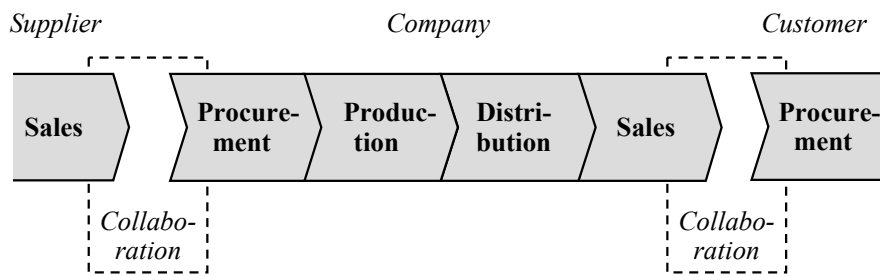 Supplier Company Customer
Sales Procure-
ment Produc-
tion Distri-
bution Sales Procure-
ment
Collabo-
ration Collabo-
ration